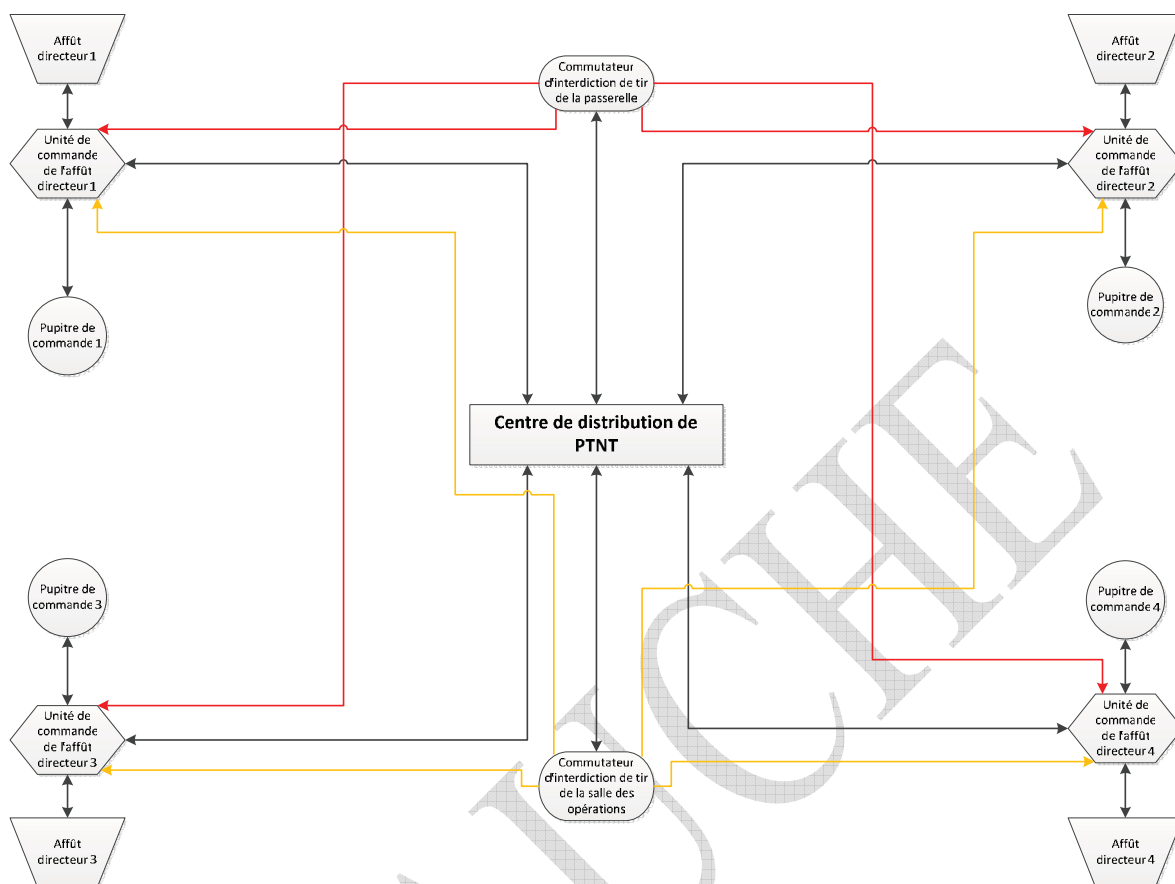 Affût
directeur 1
Commutateur
d'interdiction de tir
de la passerelle
Affût
directeur 2
Unité de
commande
de l'affût
directeur 1
Unité de
commande
de l'affût
directeur 2
Pupitre de
commande 1
Pupitre de
commande 2
Centre de distribution de
PTNT
Pupitre de
commande 3
Pupitre de
commande 4
Unité de
commande
de l'affût
directeur 3
Commutateur
d'interdiction de tir
de la salle des
opérations
Unité de
commande
de l'affût
directeur 4
Affût
directeur 3
Affût
directeur 4
UCHE